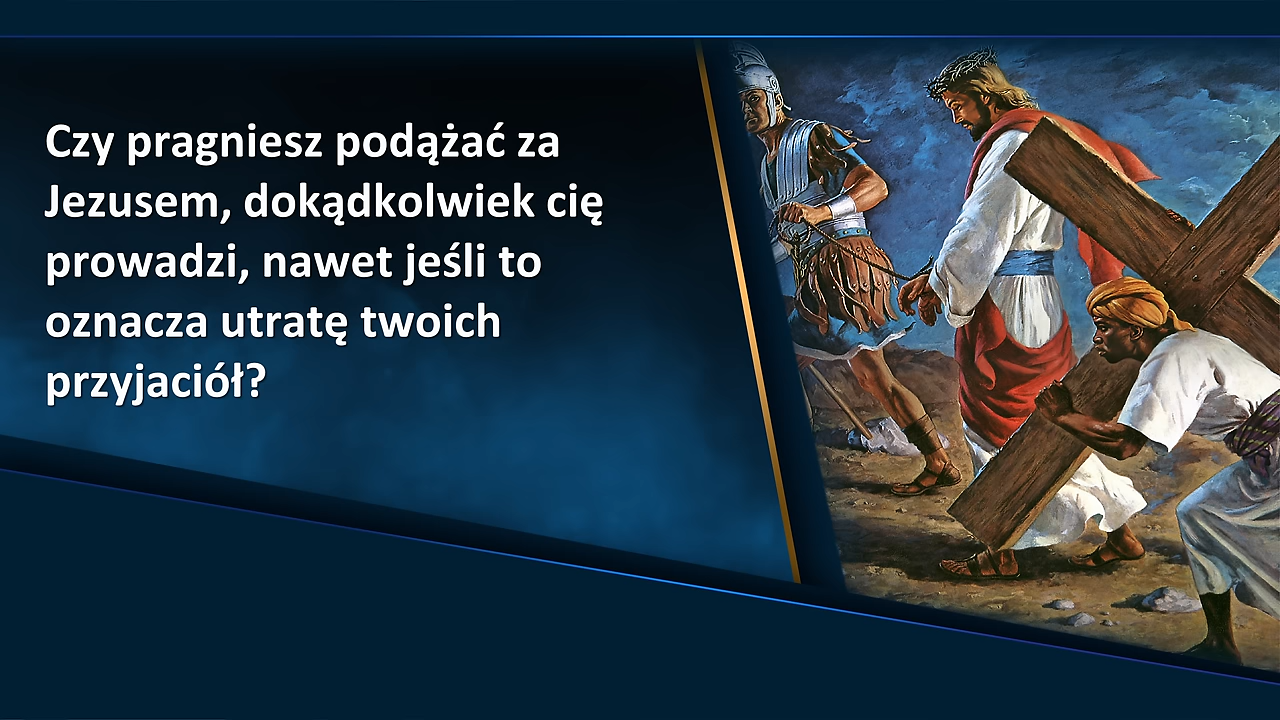 Czy pragniesz podążać za
Jezusem, dokądkolwiek cię
prowadzi, nawet jeśli to
oznacza utratę twoich
przyjaciół?